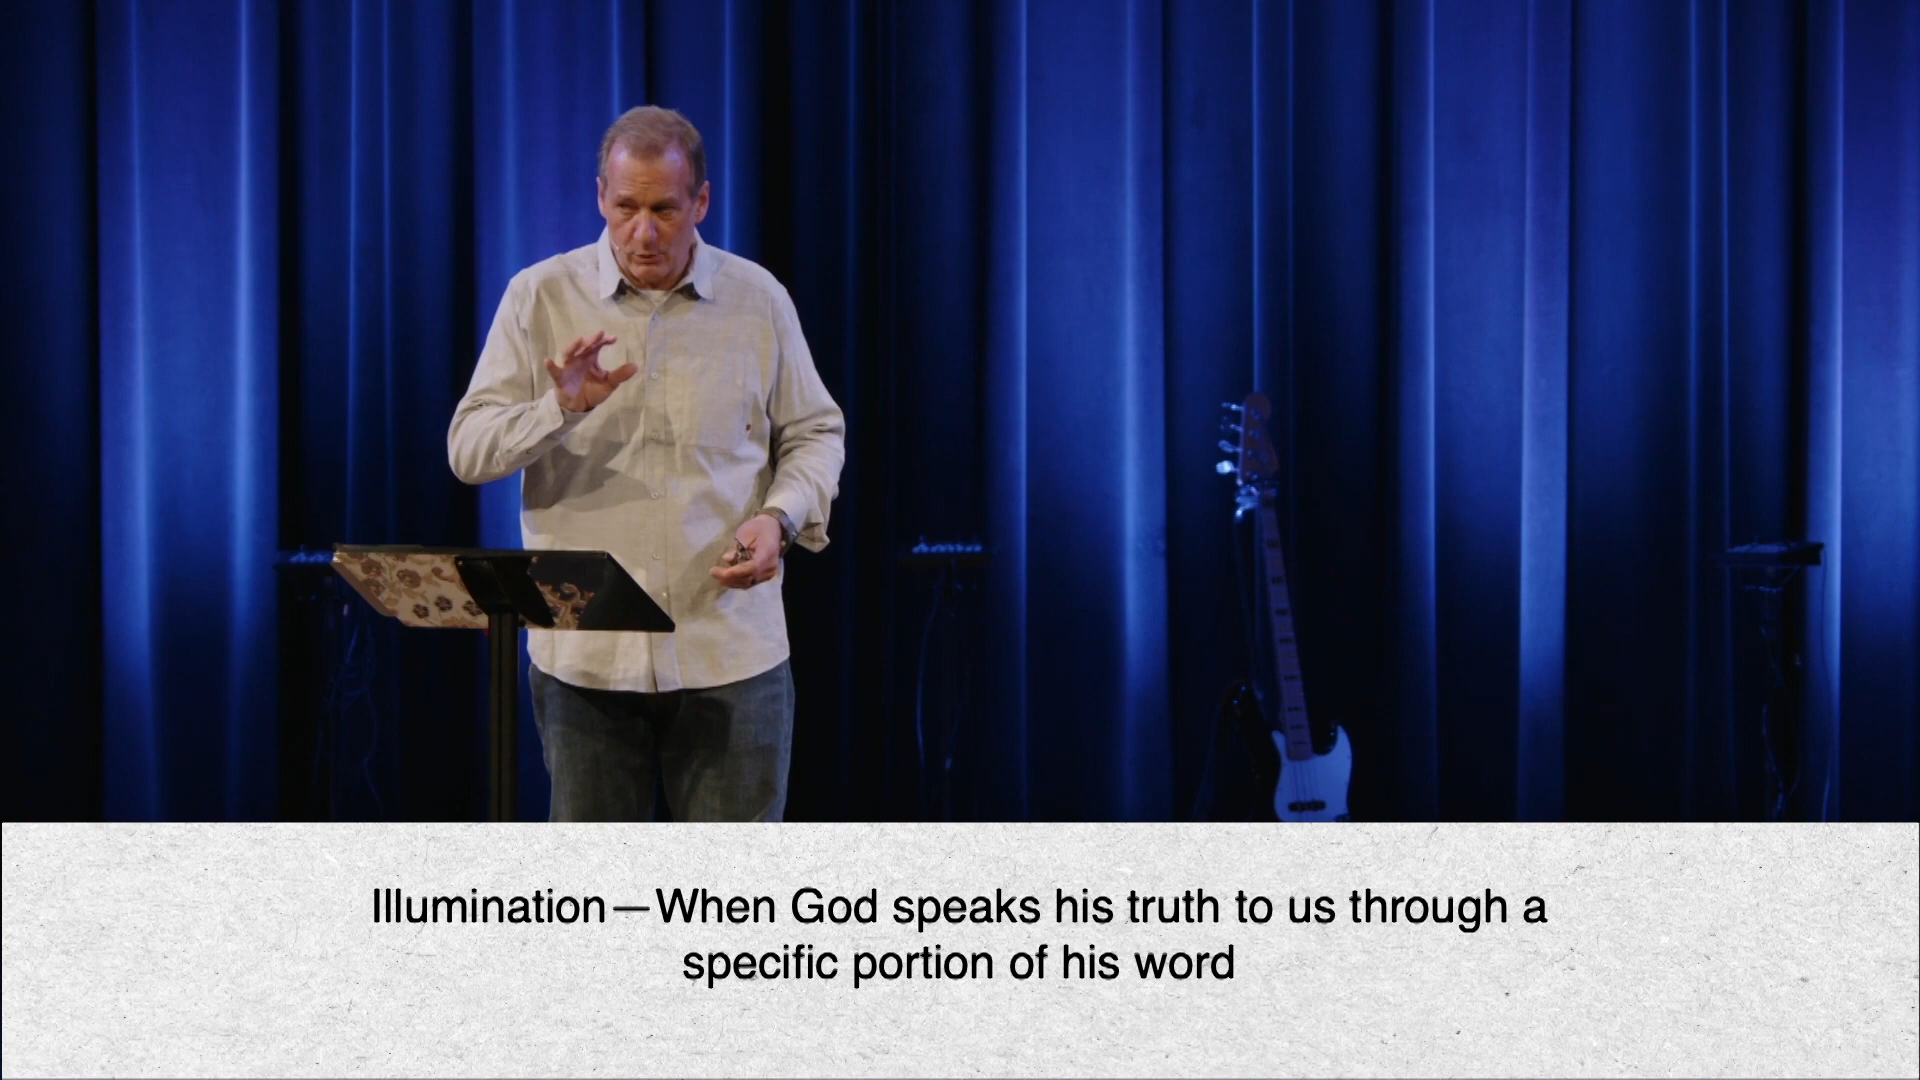 Illumination—When God speaks his truth to us through a
specific portion of his word